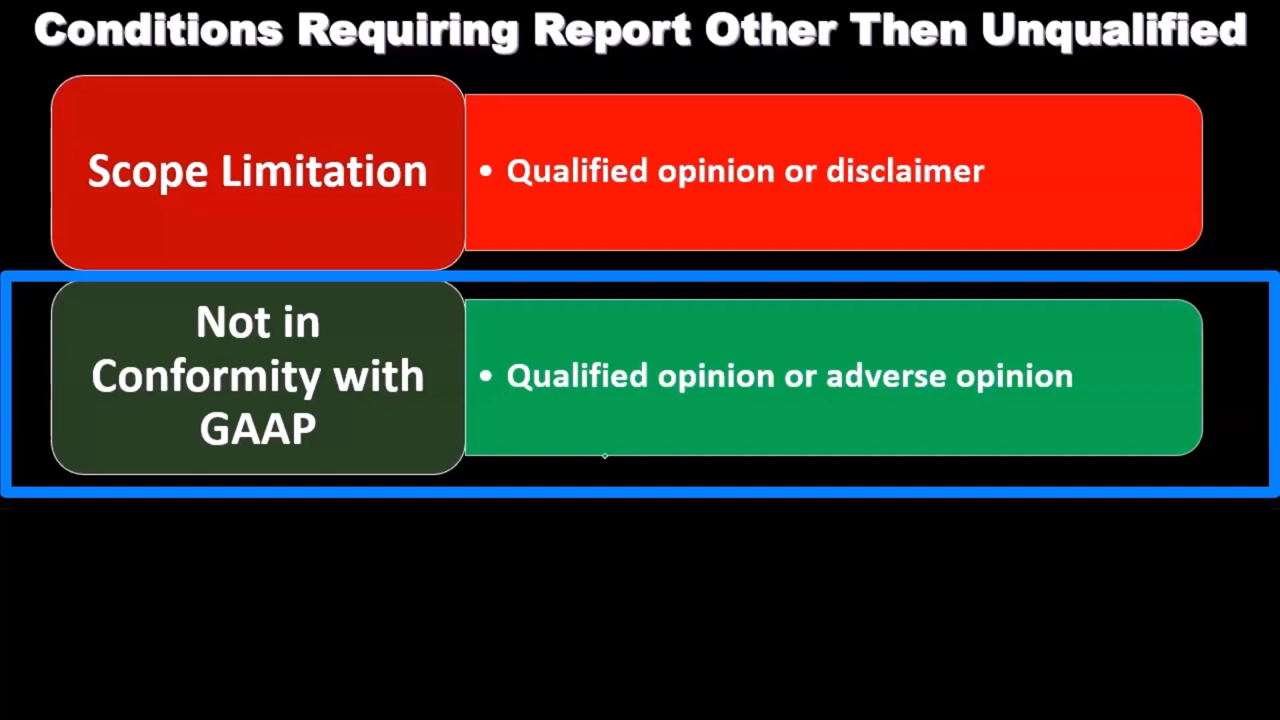 Conditions Requiring Report Other Then Unqualified
Scope Limitation
• Qualified opinion or disclaimer
Not in
Conformity with
GAAP
• Qualified opinion or adverse opinion